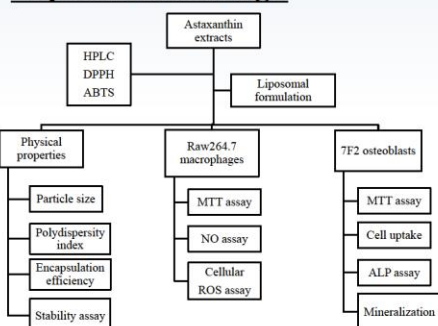 Astaxanthin
extracts
HPLC
DPPH
ABTS
Liposomal
formulation
Physical
properties
Particle size
Polydispersity
index
Encapsulation
efficiency
Stability assay
Raw264.7
macrophages
MTT assay
NO assay
Cellular
ROS assay
7F2 osteoblasts
MTT assay
Cell uptake
ALP assay
Mineralization